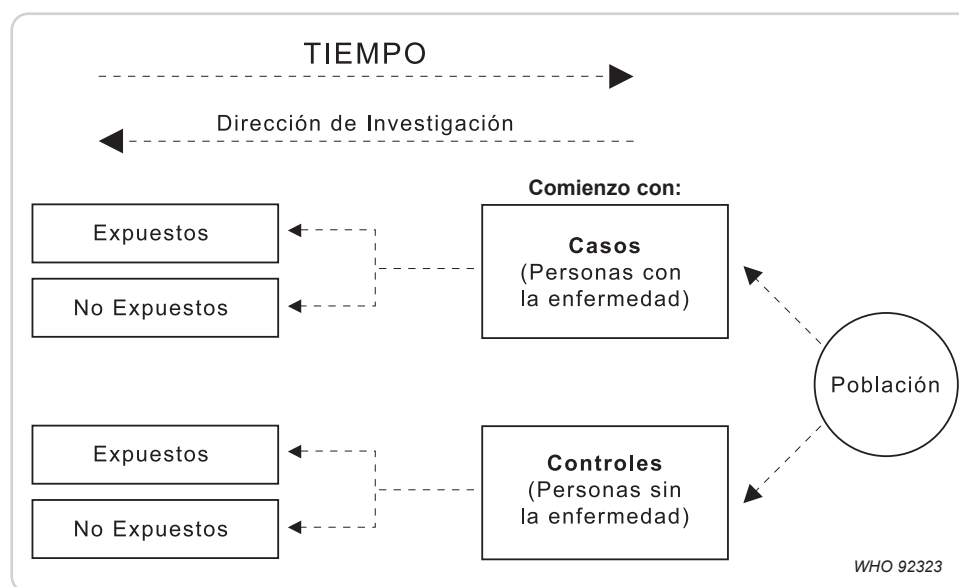 TIEMPO
Dirección de Investigación
Comienzo con:
Expuestos
No Expuestos
Casos
(Personas con
la enfermedad)
Población
Expuestos
No Expuestos
Controles
(Personas sin
la enfermedad)
WHO 92323